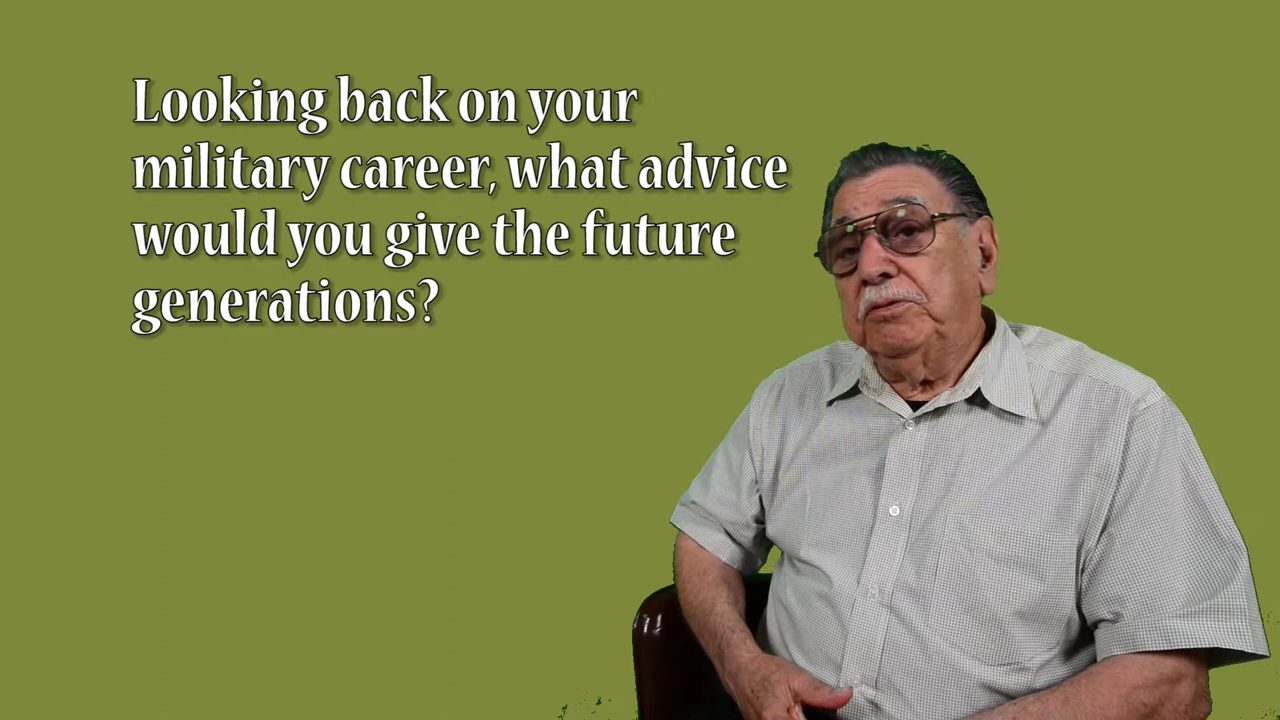 Looking back on your
military career, what advice
would you give the future
generations?